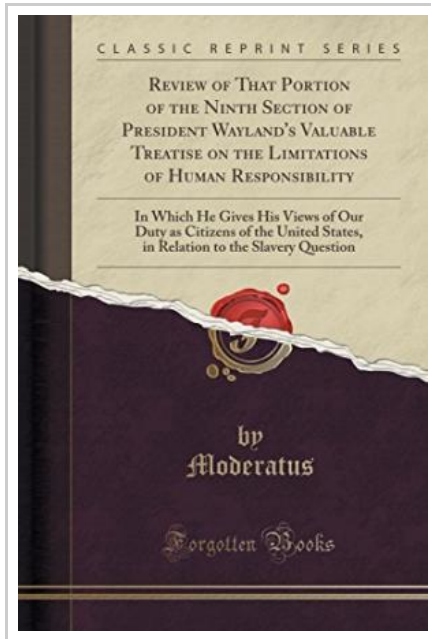 CLASSIC REPRINT SERIES
REVIEW OF THAT PORTION
OF THE NINTH SECTION OF
PRESIDENT WAYLAND'S VALUABLE
TREATISE ON THE LIMITATIONS
OF HUMAN RESPONSIBILITY
In Which He Gives His Views of Our
Duty as Citizens of the United States,
in Relation to the Slavery Question
by
Moderatus
Forgotten Books